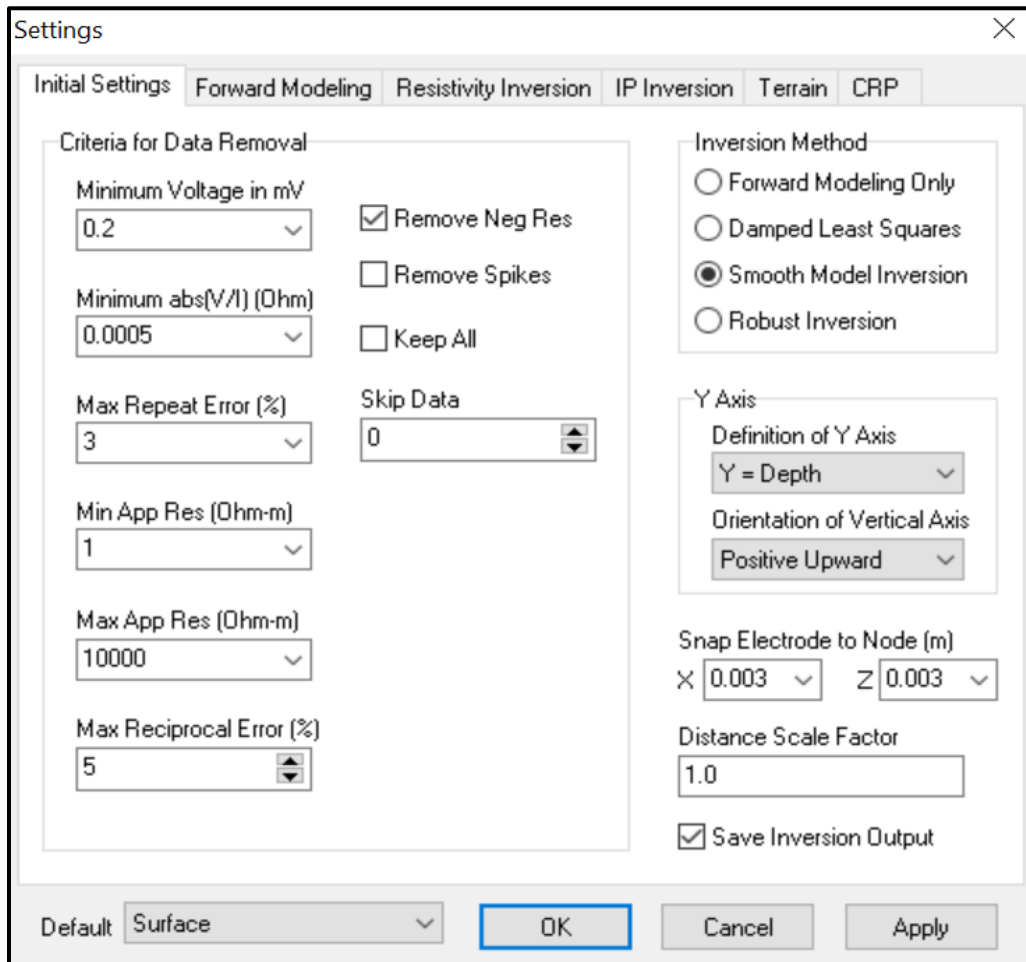 Settings
Initial Settings
Forward Modeling
Resistivity Inversion
IP Inversion
Terrain
CRP
Criteria for Data Removal
Minimum Voltage in mV
0.2
Minimum abs(V/I) (Ohm)
0.0005
Max Repeat Error (%)
3
Min App Res (Ohm-m)
1
Max App Res (Ohm-m)
10000
Max Reciprocal Error (%)
5
Remove Neg Res
Remove Spikes
Keep All
Skip Data
0
Inversion Method
Forward Modeling Only
Damped Least Squares
Smooth Model Inversion
Robust Inversion
Y Axis
Definition of Y Axis
Y = Depth
Orientation of Vertical Axis
Positive Upward
Snap Electrode to Node (m)
X 0.003 Z 0.003
Distance Scale Factor
1.0
Save Inversion Output
Default Surface
OK
Cancel
Apply